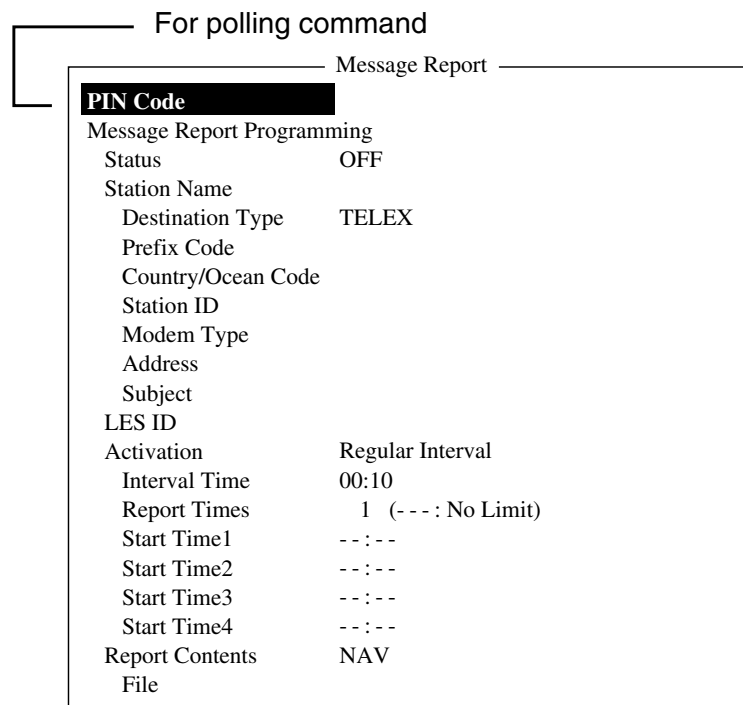 For polling command
Message Report
PIN Code
Message Report Programming
Status OFF
Station Name
Destination Type TELEX
Prefix Code
Country/Ocean Code
Station ID
Modem Type
Address
Subject
LES ID
Activation Regular Interval
Interval Time 00:10
Report Times 1 (- - - : No Limit)
Start Time1 - - : - -
Start Time2 - - : - -
Start Time3 - - : - -
Start Time4 - - : - -
Report Contents NAV
File